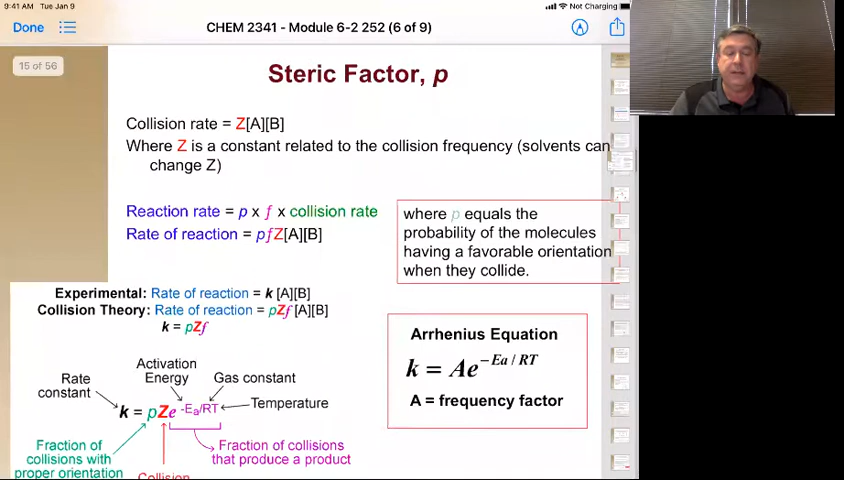 9:41 AM Tue Jan 9
Not Charging
Done
CHEM 2341 - Module 6-2 252 (6 of 9)
15 of 56
Steric Factor, p
Collision rate = Z[A][B]
Where Z is a constant related to the collision frequency (solvents can
change Z)
Reaction rate = p x f x collision rate
Rate of reaction = pfZ[A][B]
where p equals the
probability of the molecules
having a favorable orientation
when they collide.
Experimental: Rate of reaction = k [A][B]
Collision Theory: Rate of reaction = pZf [A][B]
k = pZf
Arrhenius Equation
k = Ae^{-Ea / RT}
A = frequency factor
Activation
Energy
Rate
constant
Gas constant
Temperature
k = pZe^{-Ea/RT}
Fraction of
collisions with
proper orientation
Fraction of collisions
that produce a product
Collision